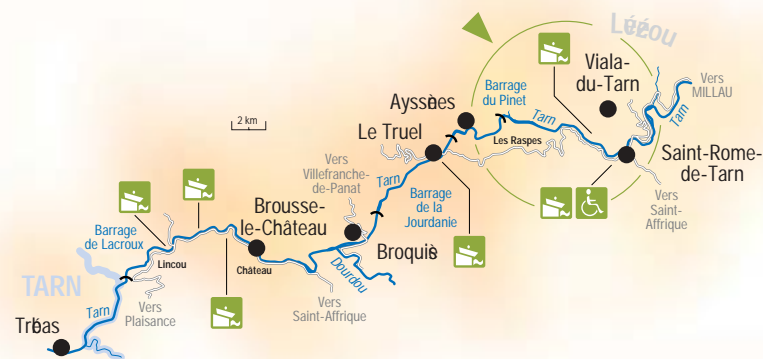 Lévézou
Viala-
du-Tarn
Vers
MILLAU
Barrage
du Pinet
Ayssènes
Tarn
Tarn
2 km
Le Truel
Les Raspes
Saint-Rome-
de-Tarn
Vers
Villefranche-
de-Panat
Tarn
Vers
Saint-
Affrique
Barrage
de la
Jourdanie
Brousse-
le-Château
Barrage
de Lacroux
Broquiès
Lincou
Château
Dourdou
TARN
Tarn
Vers
Plaisance
Vers
Saint-Affrique
Trébas